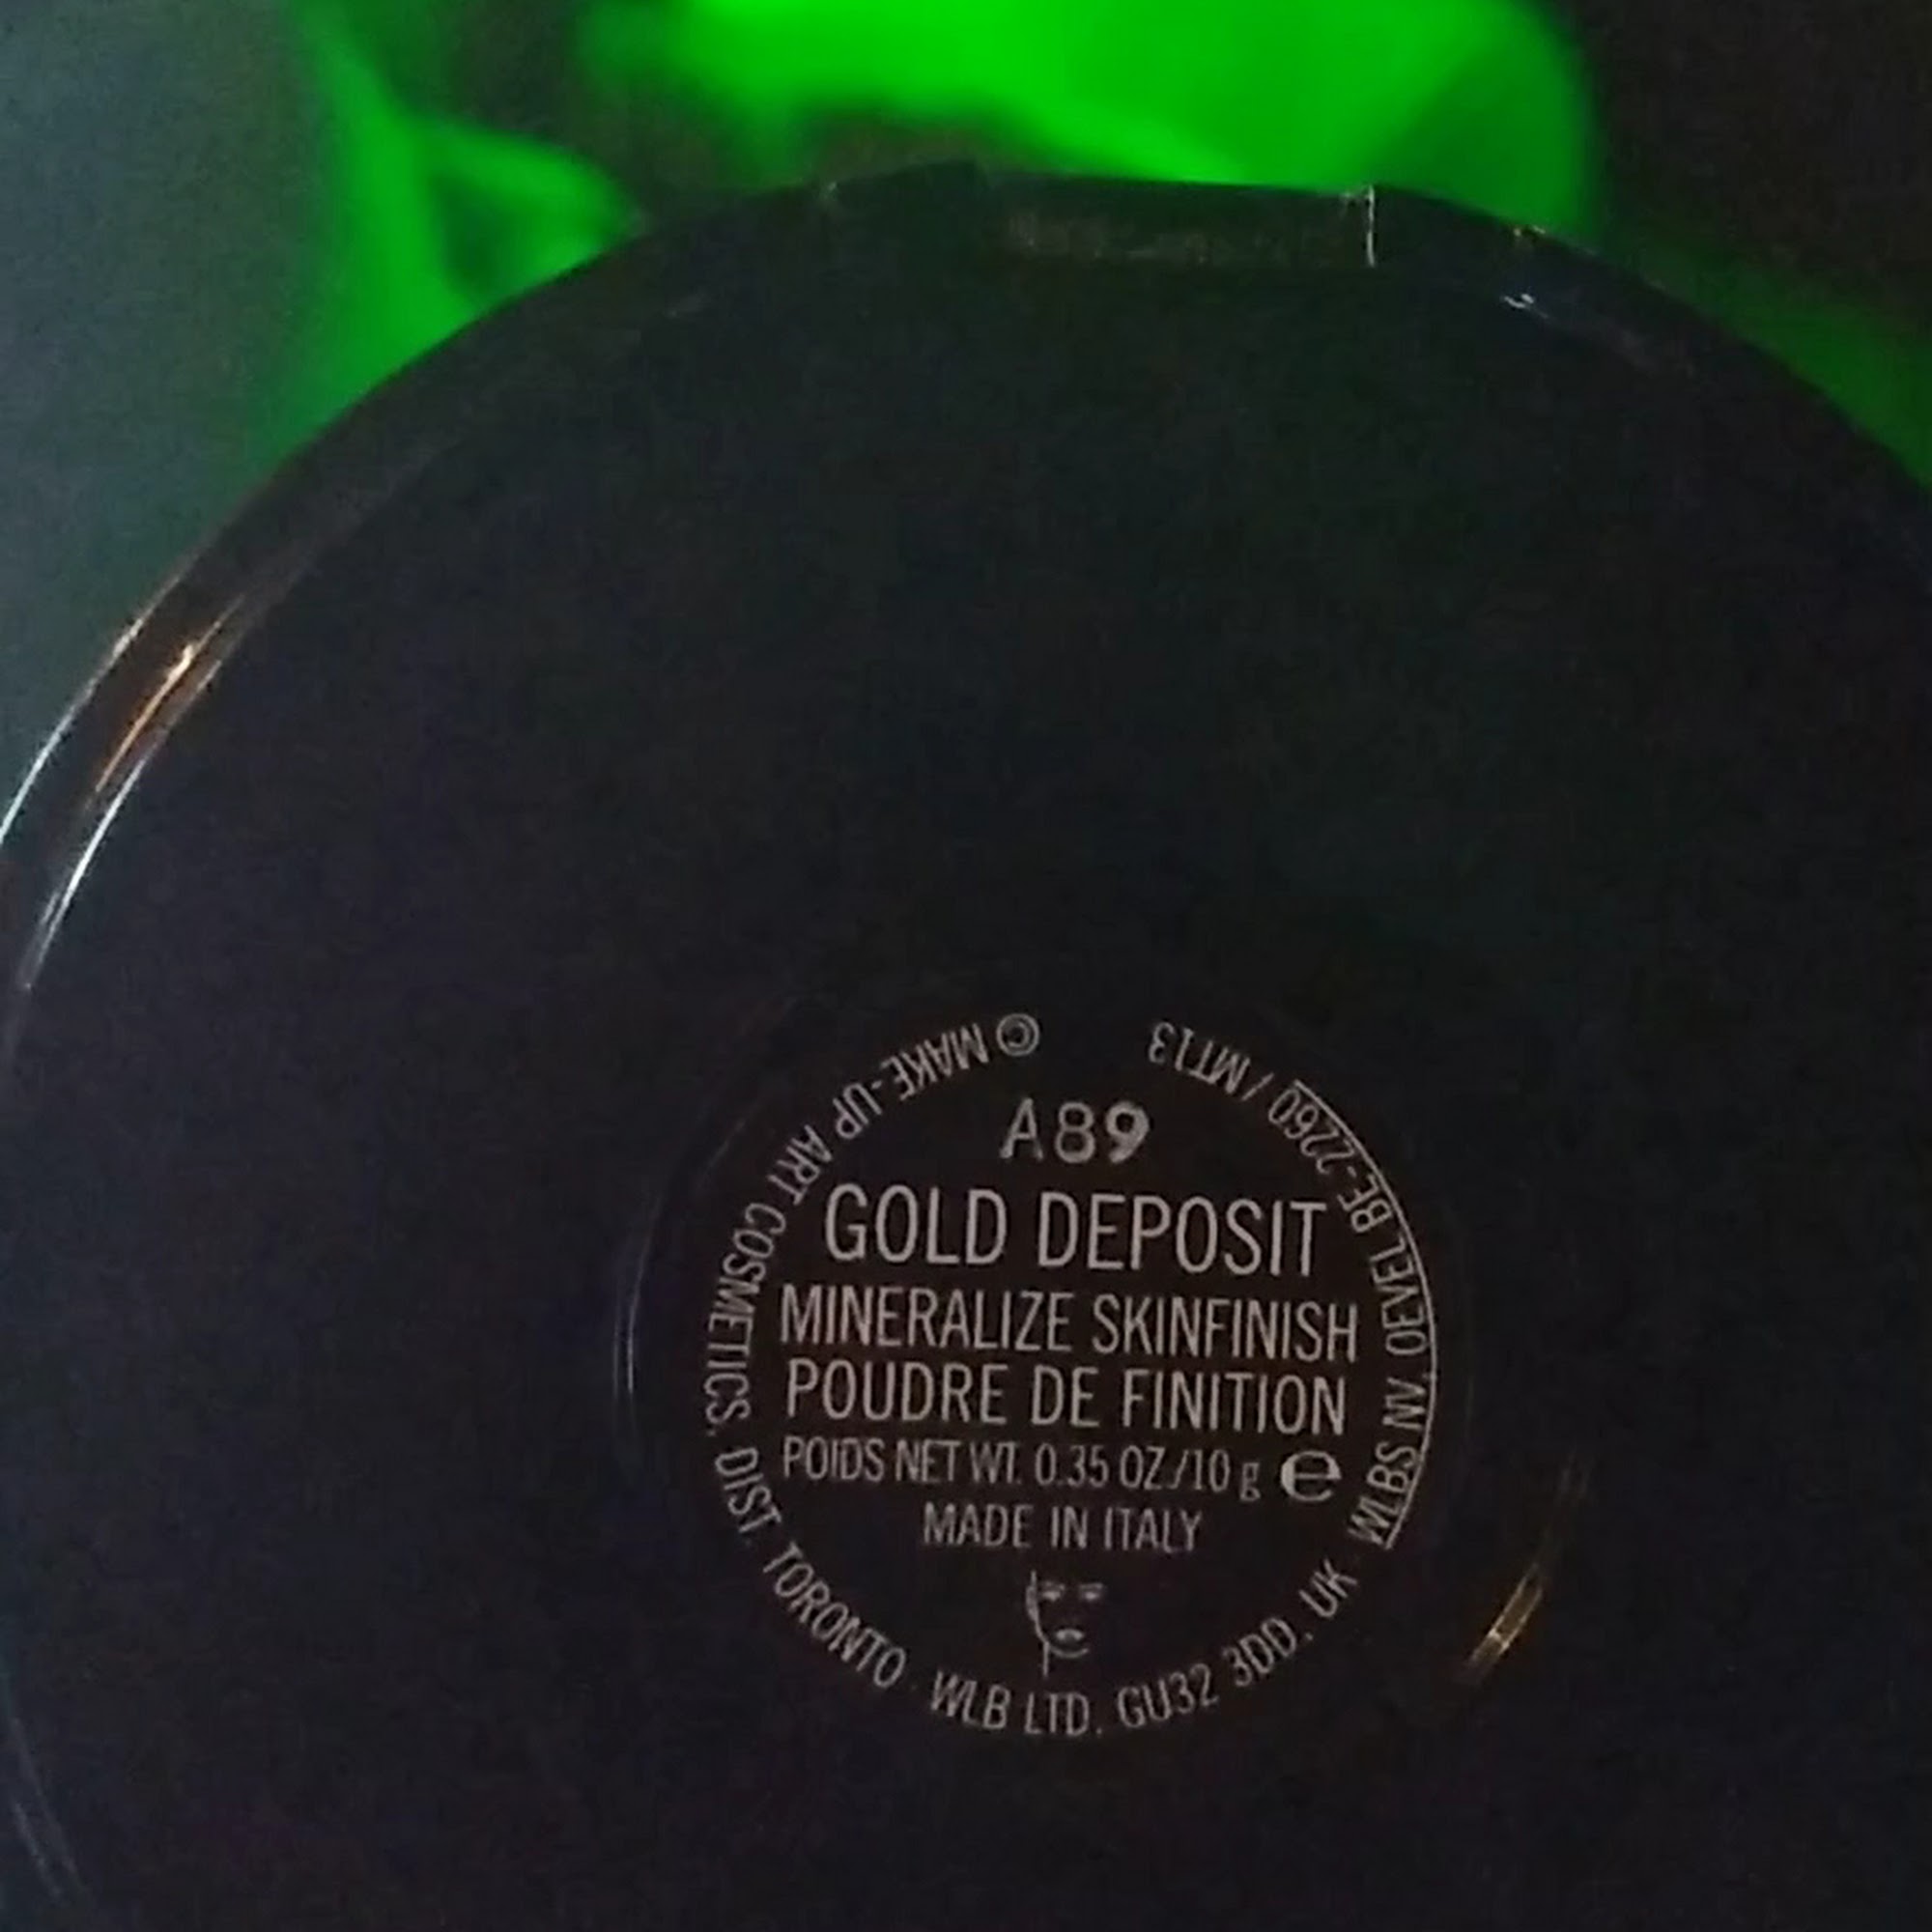 A89
GOLD DEPOSIT
MINERALIZE SKINFINISH
POUDRE DE FINITION
POIDS NET WT. 0.35 OZ./10 g e
MADE IN ITALY
© MAKE-UP ART COSMETICS, DIST. TORONTO · WLB LTD. GU32 3DD, UK · WLBS NV, OEVEL BE-2260 / MT13